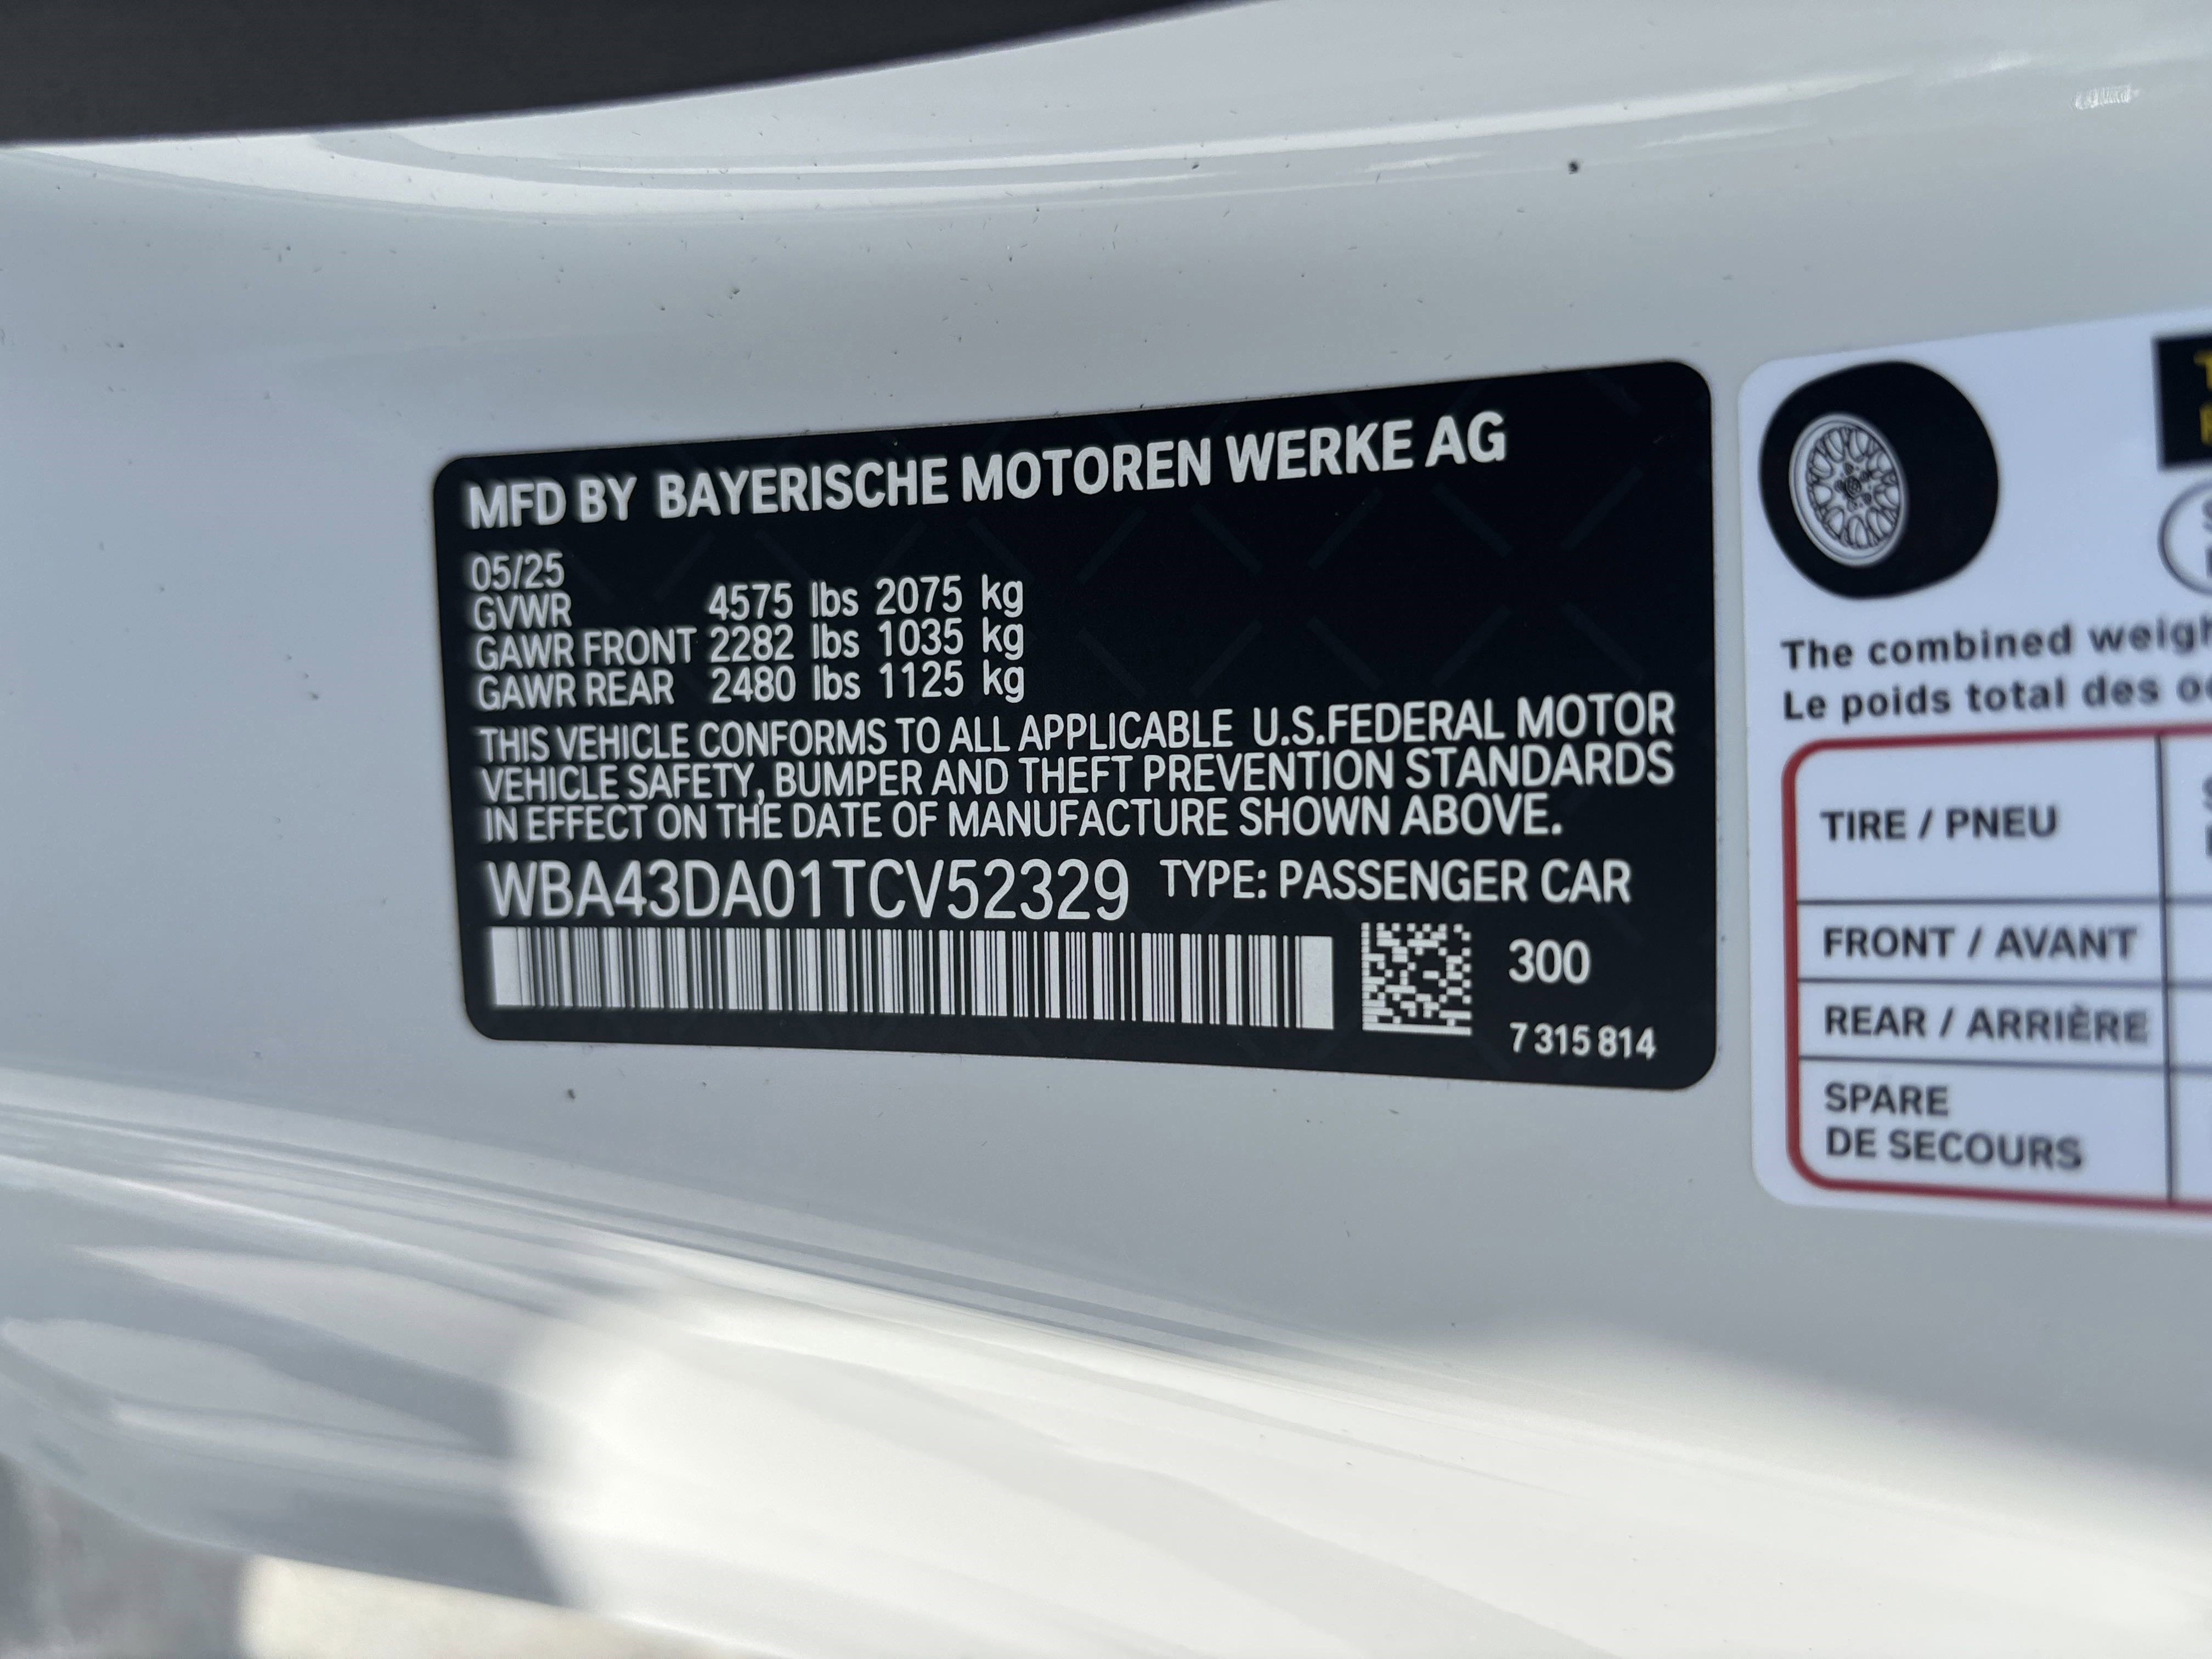 MFD BY BAYERISCHE MOTOREN WERKE AG
05/25
GVWR 4575 lbs 2075 kg
GAWR FRONT 2282 lbs 1035 kg
GAWR REAR 2480 lbs 1125 kg
THIS VEHICLE CONFORMS TO ALL APPLICABLE U.S.FEDERAL MOTOR
VEHICLE SAFETY, BUMPER AND THEFT PREVENTION STANDARDS
IN EFFECT ON THE DATE OF MANUFACTURE SHOWN ABOVE.
WBA43DA01TCV52329 TYPE: PASSENGER CAR
300
7 315 814
The combined
Le poids total des
TIRE / PNEU
FRONT / AVANT
REAR / ARRIÈRE
SPARE
DE SECOURS